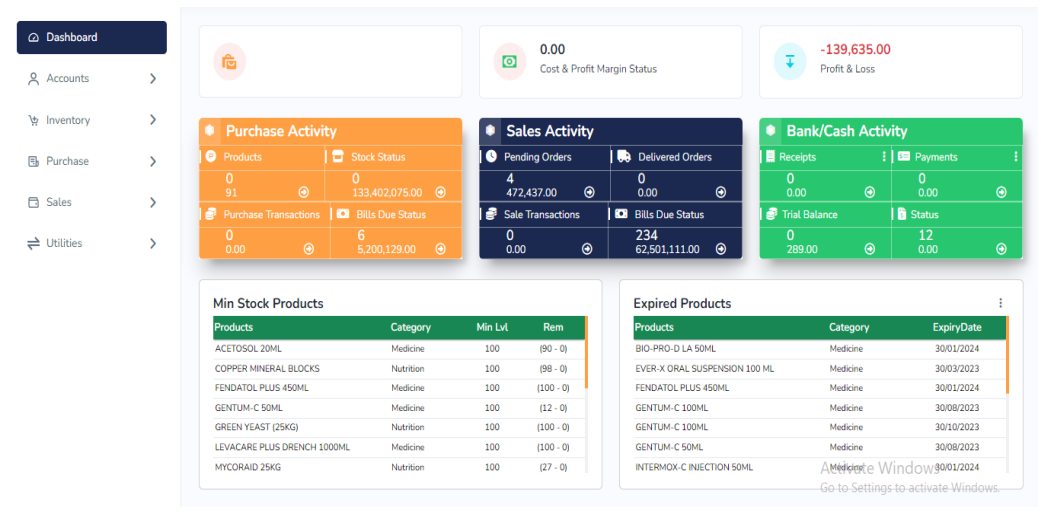 Dashboard
Accounts
Inventory
Purchase
Sales
Utilities
0.00
Cost & Profit Margin Status
-139,635.00
Profit & Loss
Purchase Activity
Products
Stock Status
0
91
0
133,402,075.00
Purchase Transactions
Bills Due Status
0
0.00
6
5,200,129.00
Sales Activity
Pending Orders
Delivered Orders
4
472,437.00
0
0.00
Sale Transactions
Bills Due Status
0
0.00
234
62,501,111.00
Bank/Cash Activity
Receipts
Payments
0
0.00
0
0.00
Trial Balance
Status
0
289.00
12
0.00
Min Stock Products
Products Category Min Lvl Rem
ACETOSOL 20ML Medicine 100 (90 - 0)
COPPER MINERAL BLOCKS Nutrition 100 (98 - 0)
FENDATOL PLUS 450ML Medicine 100 (100 - 0)
GENTUM-C 50ML Medicine 100 (12 - 0)
GREEN YEAST (25KG) Nutrition 100 (100 - 0)
LEVACARE PLUS DRENCH 1000ML Medicine 100 (100 - 0)
MYCORAID 25KG Nutrition 100 (27 - 0)
Expired Products
Products Category ExpiryDate
BIO-PRO-D LA 50ML Medicine 30/01/2024
EVER-X ORAL SUSPENSION 100 ML Medicine 30/03/2023
FENDATOL PLUS 450ML Medicine 30/01/2024
GENTUM-C 100ML Medicine 30/08/2023
GENTUM-C 100ML Medicine 30/10/2023
GENTUM-C 50ML Medicine 30/08/2023
INTERMOX-C INJECTION 50ML Medicine 30/01/2024
Activate Windows
Go to Settings to activate Windows.